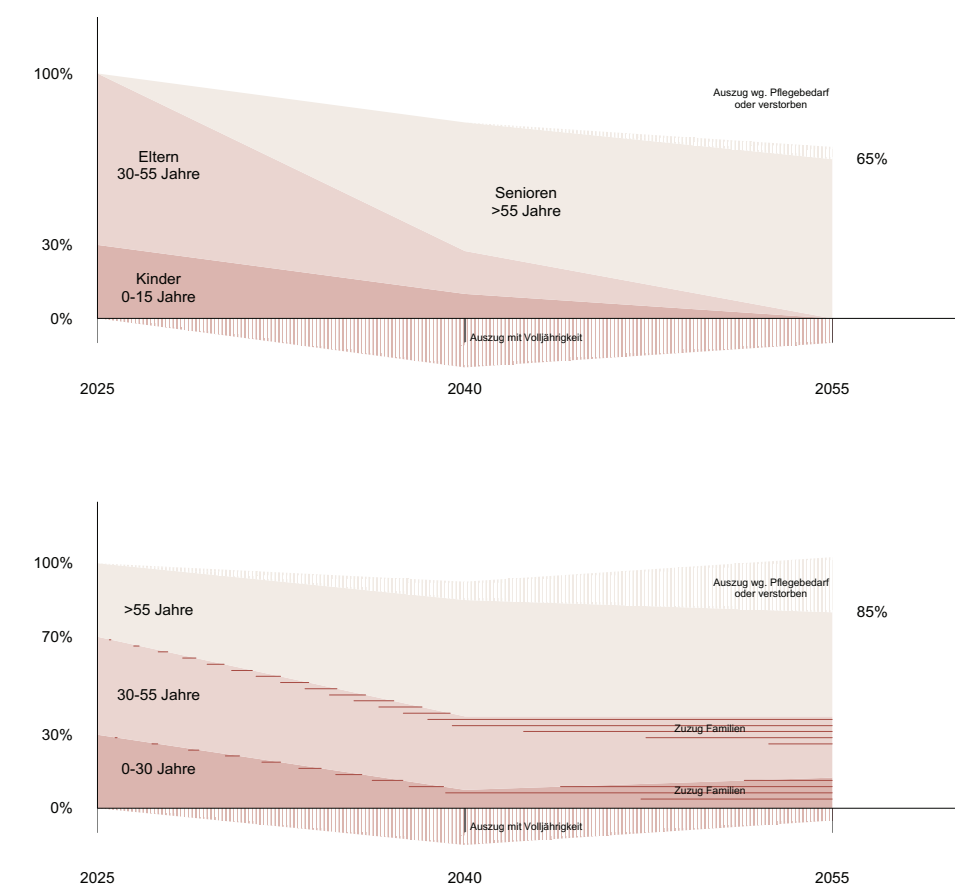 100%
Auszug wg. Pflegebedarf
oder verstorben
Eltern
30-55 Jahre
65%
Senioren
>55 Jahre
30%
Kinder
0-15 Jahre
0%
Auszug mit Volljährigkeit
2025
2040
2055
100%
Auszug wg. Pflegebedarf
oder verstorben
>55 Jahre
85%
70%
30-55 Jahre
Zuzug Familien
30%
0-30 Jahre
Zuzug Familien
0%
Auszug mit Volljährigkeit
2025
2040
2055